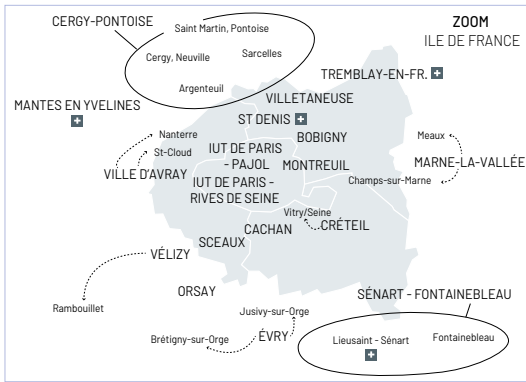 CERGY-PONTOISE
Saint Martin, Pontoise
Cergy, Neuville
Sarcelles
Argenteuil
ZOOM
ILE DE FRANCE
TREMBLAY-EN-FR.
VILLETANEUSE
MANTES EN YVELINES
ST DENIS
BOBIGNY
Nanterre
St-Cloud
VILLE D'AVRAY
IUT DE PARIS
- PAJOL
MONTREUIL
Meaux
MARNE-LA-VALLÉE
Champs-sur-Marne
IUT DE PARIS -
RIVES DE SEINE
Vitry/Seine
CRÉTEIL
CACHAN
SCEAUX
VÉLIZY
Rambouillet
ORSAY
SÉNART - FONTAINEBLEAU
Jusivy-sur-Orge
Brétigny-sur-Orge
ÉVRY
Lieusaint - Sénart
Fontainebleau